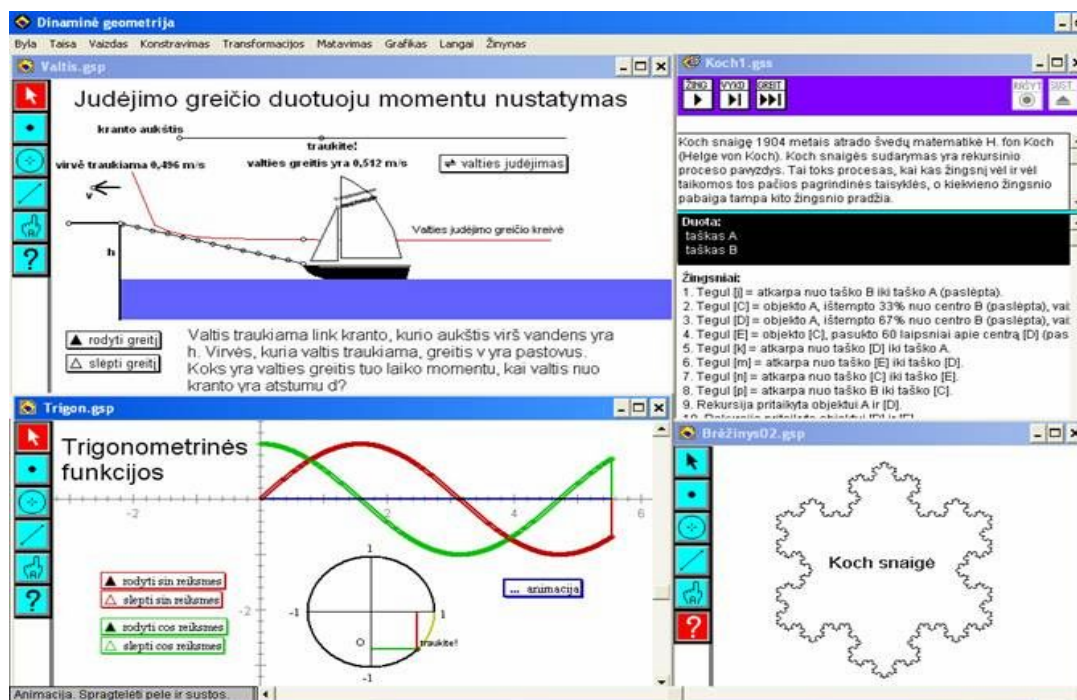 Dinaminė geometrija
Byla Taisa Vaizdas Konstravimas Transformacijos Matavimas Grafikas Langai Žinynas
Valtis.gsp
Judėjimo greičio duotuoju momentu nustatymas
kranto aukštis
traukite!
virvė traukiama 0,496 m/s
valties greitis yra 0,512 m/s
⇌ valties judėjimas
v
Valties judėjimo greičio kreivė
h
▲ rodyti greitį
△ slėpti greitį
Valtis traukiama link kranto, kurio aukštis virš vandens yra
h. Virvės, kuria valtis traukiama, greitis v yra pastovus.
Koks yra valties greitis tuo laiko momentu, kai valtis nuo
kranto yra atstumu d?
Koch1.gss
ŽING VYKD GREIT RAŠYT SUST
Koch snaigę 1904 metais atrado švedų matematikė H. fon Koch
(Helge von Koch). Koch snaigės sudarymas yra rekursinio
proceso pavyzdys. Tai toks procesas, kai kas žingsnį vėl ir vėl
taikomos tos pačios pagrindinės taisyklės, o kiekvieno žingsnio
pabaiga tampa kito žingsnio pradžia.
Duota:
taškas A
taškas B
Žingsniai:
1. Tegul [j] = atkarpa nuo taško B iki taško A (paslėpta).
2. Tegul [C] = objekto A, ištempto 33% nuo centro B (paslėpta), vai
3. Tegul [D] = objekto A, ištempto 67% nuo centro B (paslėpta), vai
4. Tegul [E] = objekto [C], pasukto 60 laipsniai apie centrą [D] (pas
5. Tegul [k] = atkarpa nuo taško [D] iki taško A.
6. Tegul [m] = atkarpa nuo taško [E] iki taško [D].
7. Tegul [n] = atkarpa nuo taško [C] iki taško [E].
8. Tegul [p] = atkarpa nuo taško B iki taško [C].
9. Rekursija pritaikyta objektui A ir [D].
Trigon.gsp
Trigonometrinės
funkcijos
-2 2 4 6
-2
▲ rodyti sin reikšmes
△ slėpti sin reikšmes
▲ rodyti cos reikšmes
△ slėpti cos reikšmes
1
-1 1
O
traukite!
-1
... animacija
Animacija. Spragtelėti pele ir sustos.
Brėžinys02.gsp
Koch snaigė